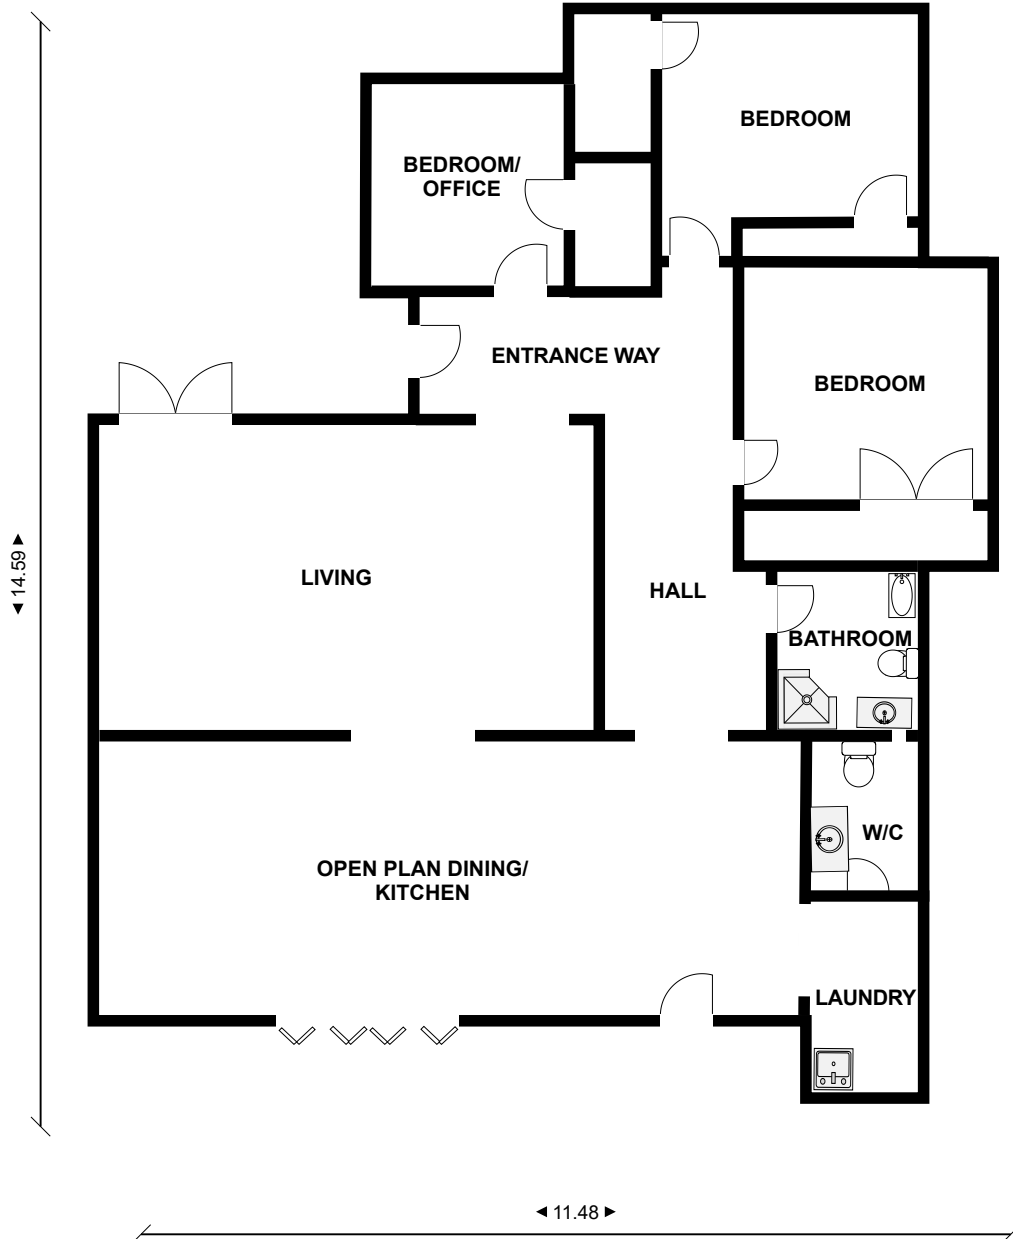 BEDROOM
BEDROOM/
OFFICE
ENTRANCE WAY
BEDROOM
LIVING
HALL
14.59
BATHROOM
W/C
OPEN PLAN DINING/
KITCHEN
LAUNDRY
11.48